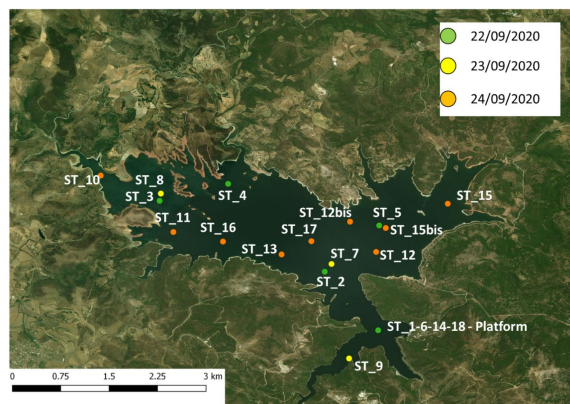 22/09/2020
23/09/2020
24/09/2020
ST_10
ST_8
ST_3
ST_4
ST_15
ST_11
ST_16
ST_12bis
ST_5
ST_15bis
ST_17
ST_13
ST_7
ST_12
ST_2
ST_1-6-14-18 - Platform
ST_9
0 0.75 1.5 2.25 3 km